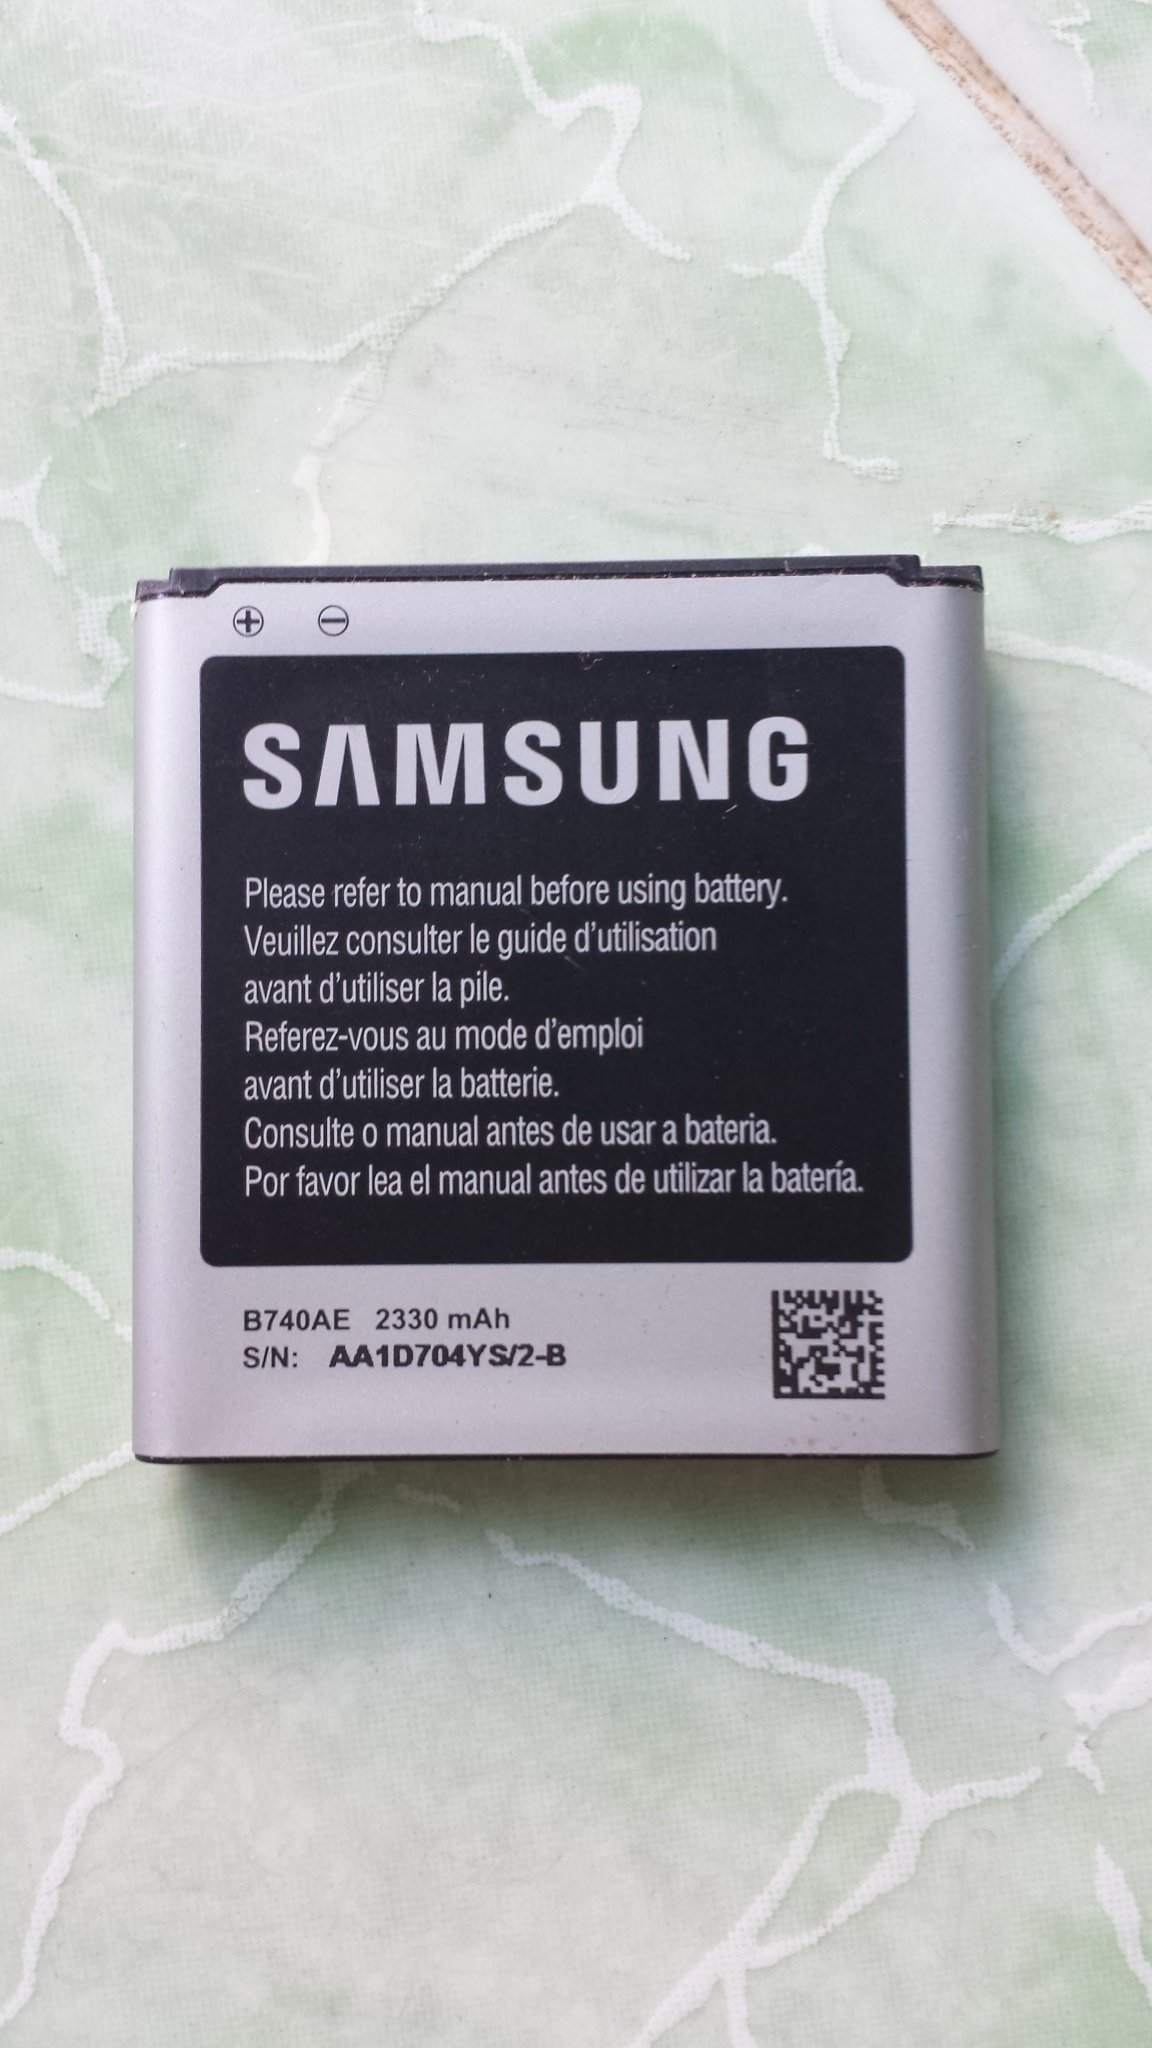 SAMSUNG
Please refer to manual before using battery.
Veuillez consulter le guide d'utilisation
avant d'utiliser la pile.
Referez-vous au mode d'emploi
avant d'utiliser la batterie.
Consulte o manual antes de usar a bateria.
Por favor lea el manual antes de utilizar la batería.
B740AE 2330 mAh
S/N: AA1D704YS/2-B